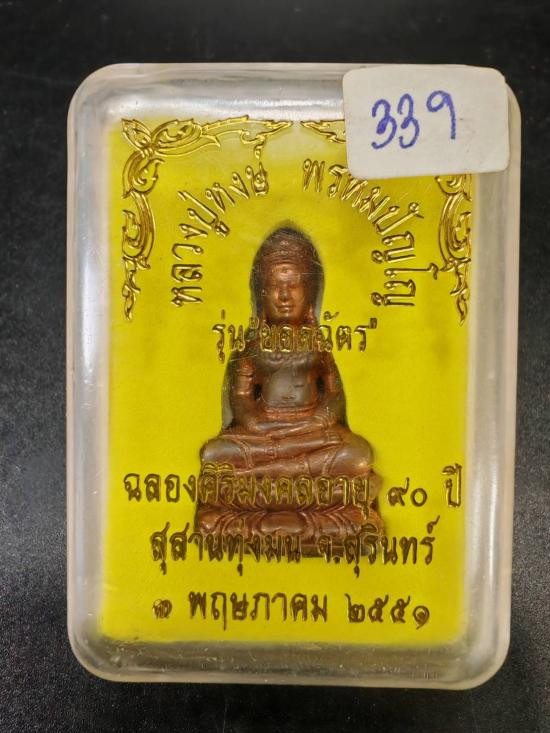 339
หลวงปู่หงษ์ พรหมปัญโญ
รุ่น "ยอดฉัตร"
ฉลองศิริมงคลอายุ ๙๐ ปี
สุสานทุ่งมน จ.สุรินทร์
๑ พฤษภาคม ๒๕๕๑